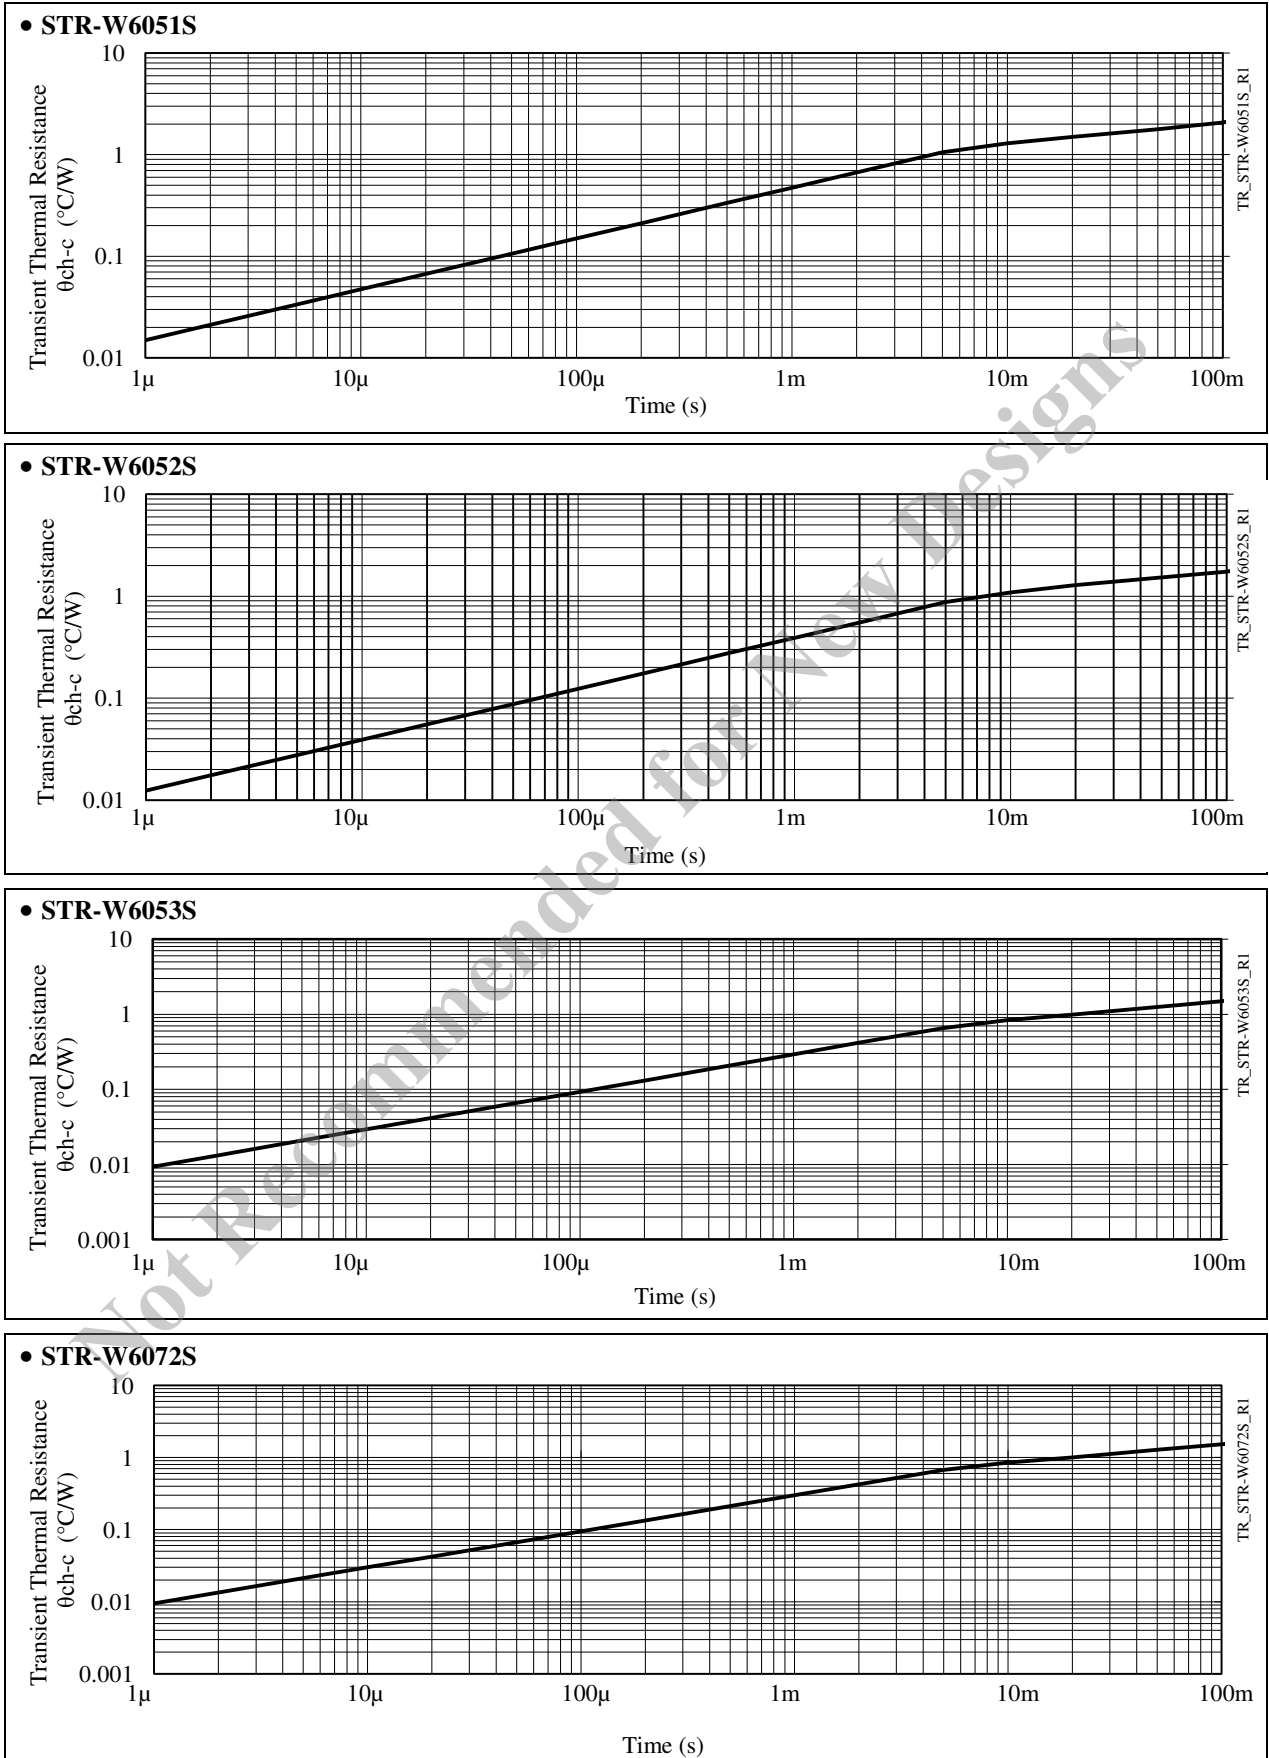 • STR-W6051S
10
1
0.1
0.01
Transient Thermal Resistance
θch-c (°C/W)
1µ 10µ 100µ 1m 10m 100m
Time (s)
TR_STR-W6051S_R1
• STR-W6052S
10
1
0.1
0.01
Transient Thermal Resistance
θch-c (°C/W)
1µ 10µ 100µ 1m 10m 100m
Time (s)
TR_STR-W6052S_R1
• STR-W6053S
10
1
0.1
0.01
0.001
Transient Thermal Resistance
θch-c (°C/W)
1µ 10µ 100µ 1m 10m 100m
Time (s)
TR_STR-W6053S_R1
• STR-W6072S
10
1
0.1
0.01
0.001
Transient Thermal Resistance
θch-c (°C/W)
1µ 10µ 100µ 1m 10m 100m
Time (s)
TR_STR-W6072S_R1
Not Recommended for New Designs